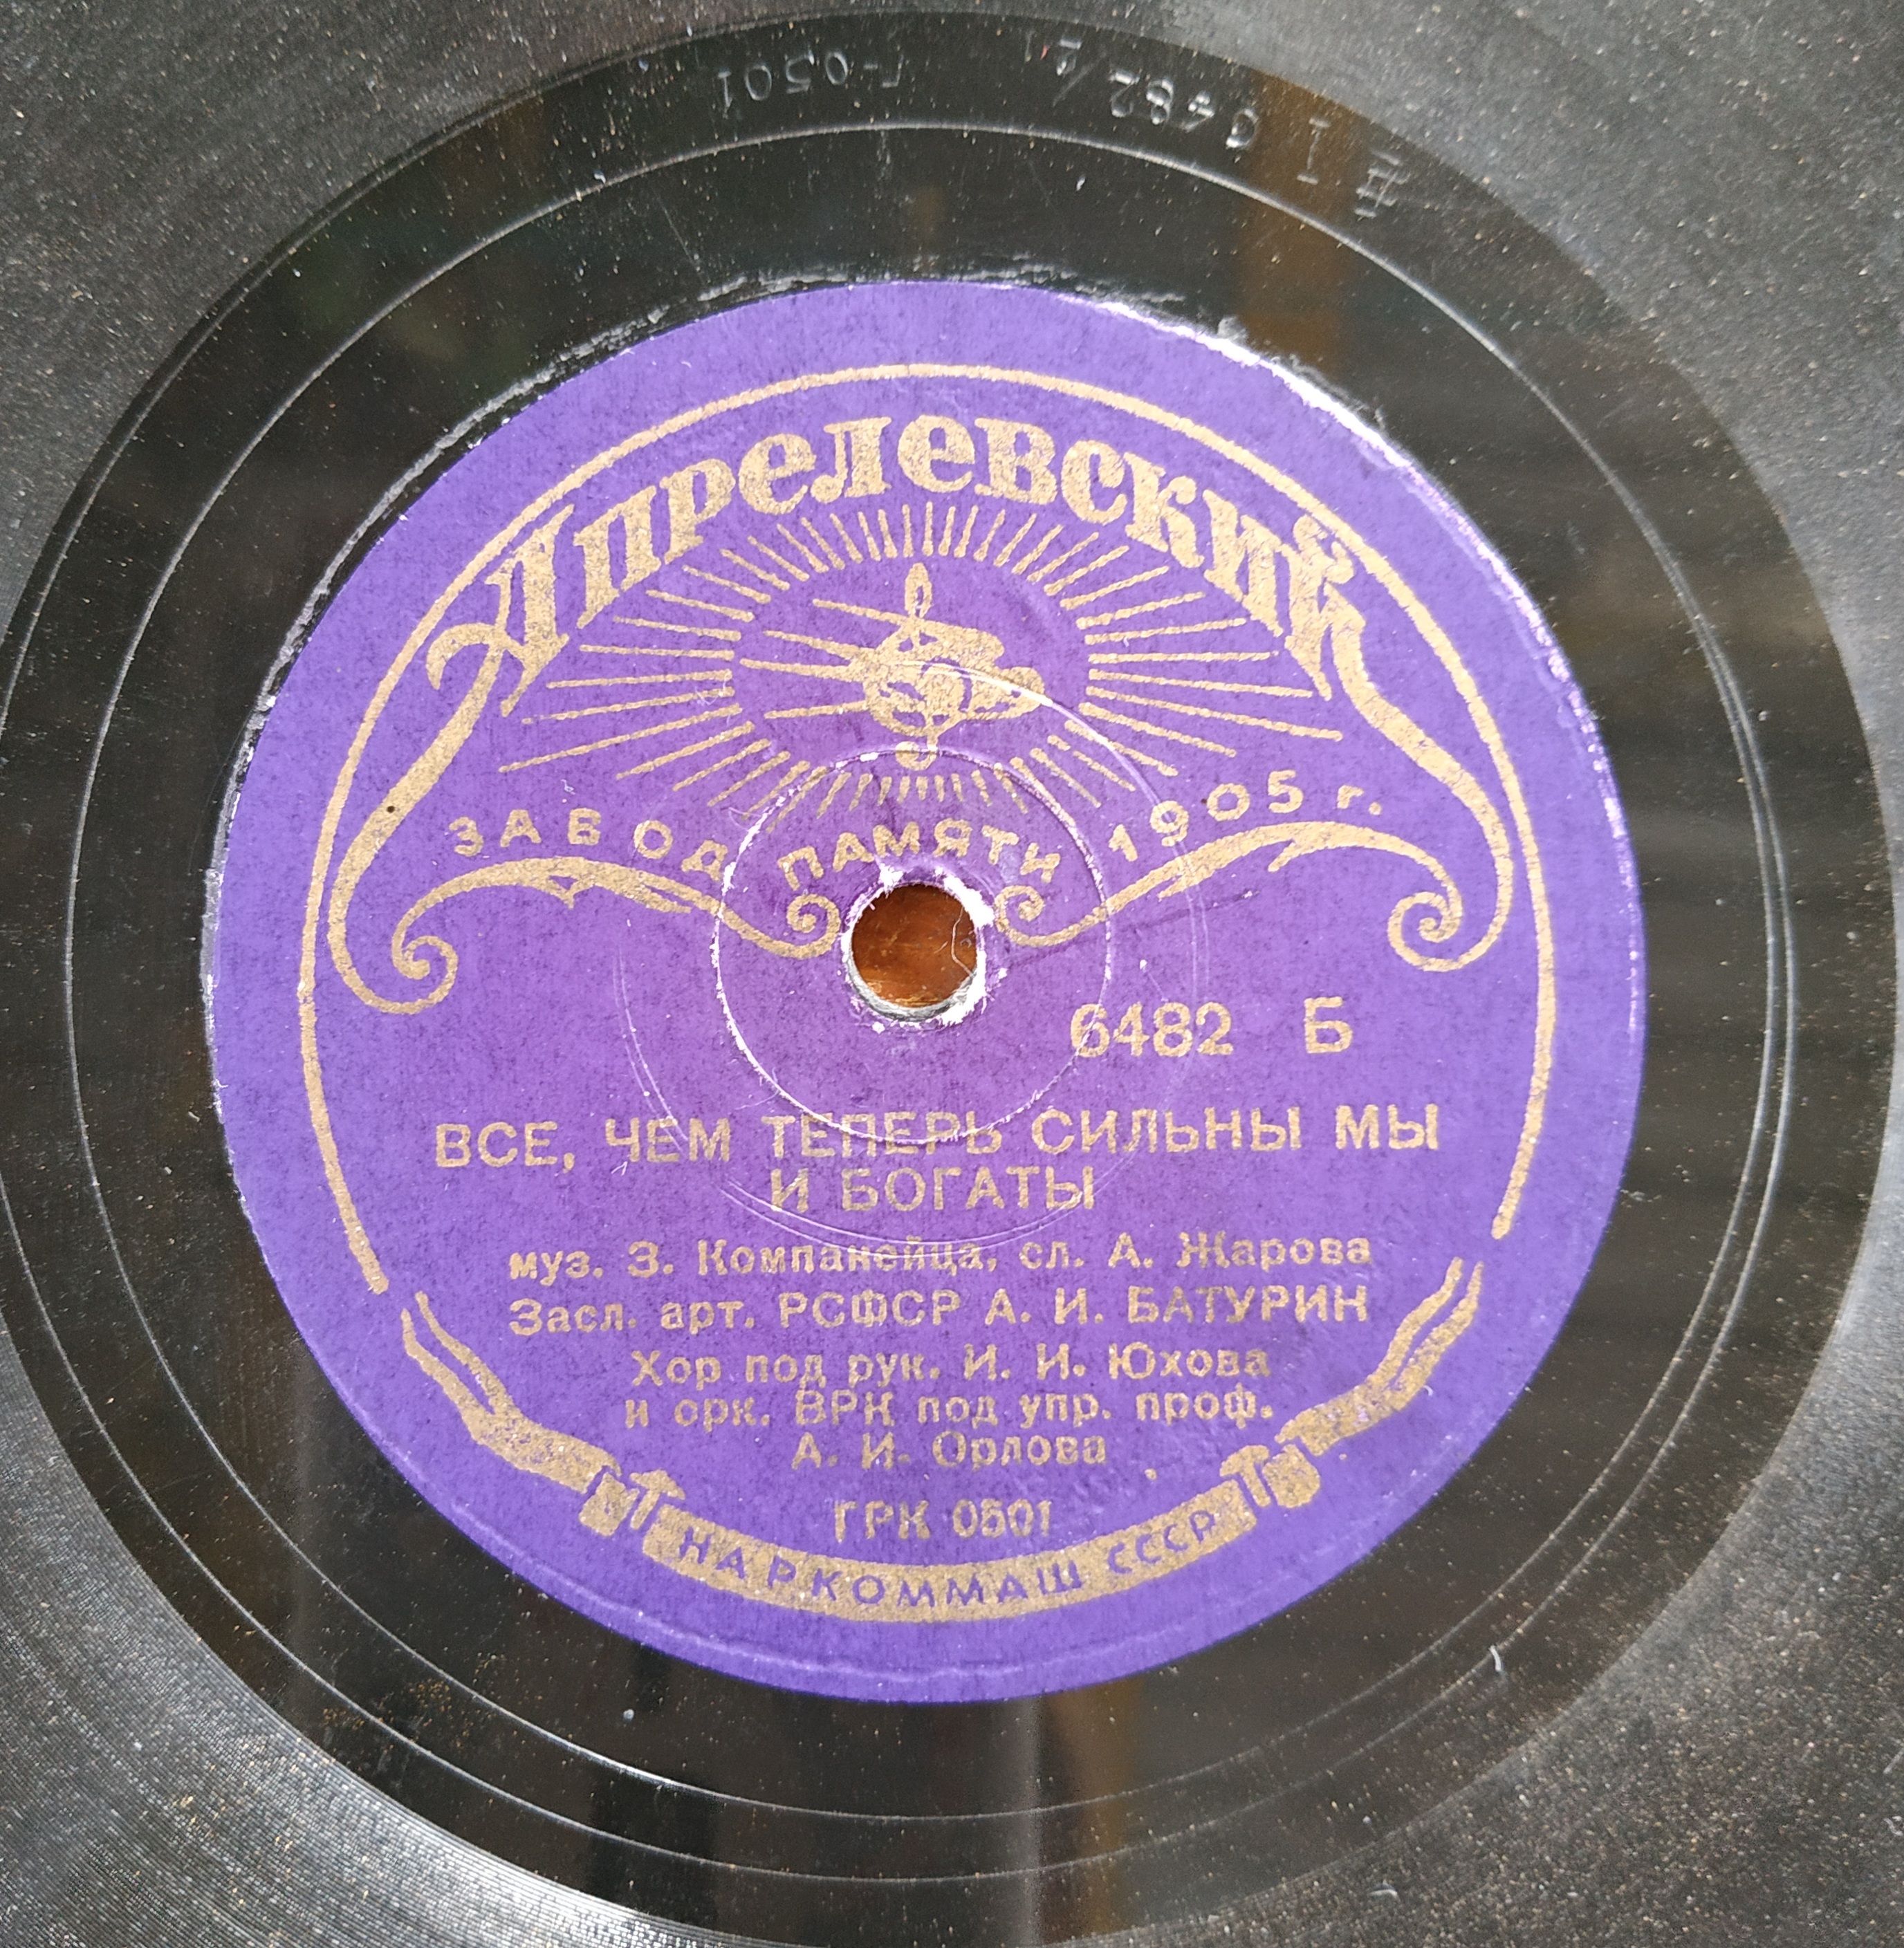 Г-0501
6482/21
Апрелевский
ЗАВОД ПАМЯТИ 1905 г.
6482 Б
ВСЕ, ЧЕМ ТЕПЕРЬ СИЛЬНЫ МЫ
И БОГАТЫ
муз. З. Компанейца, сл. А. Жарова
Засл. арт. РСФСР А. И. БАТУРИН
Хор под рук. И. И. Юхова
и орк. ВРК под упр. проф.
А. И. Орлова
ГРК 0501
НАРКОММАШ СССР